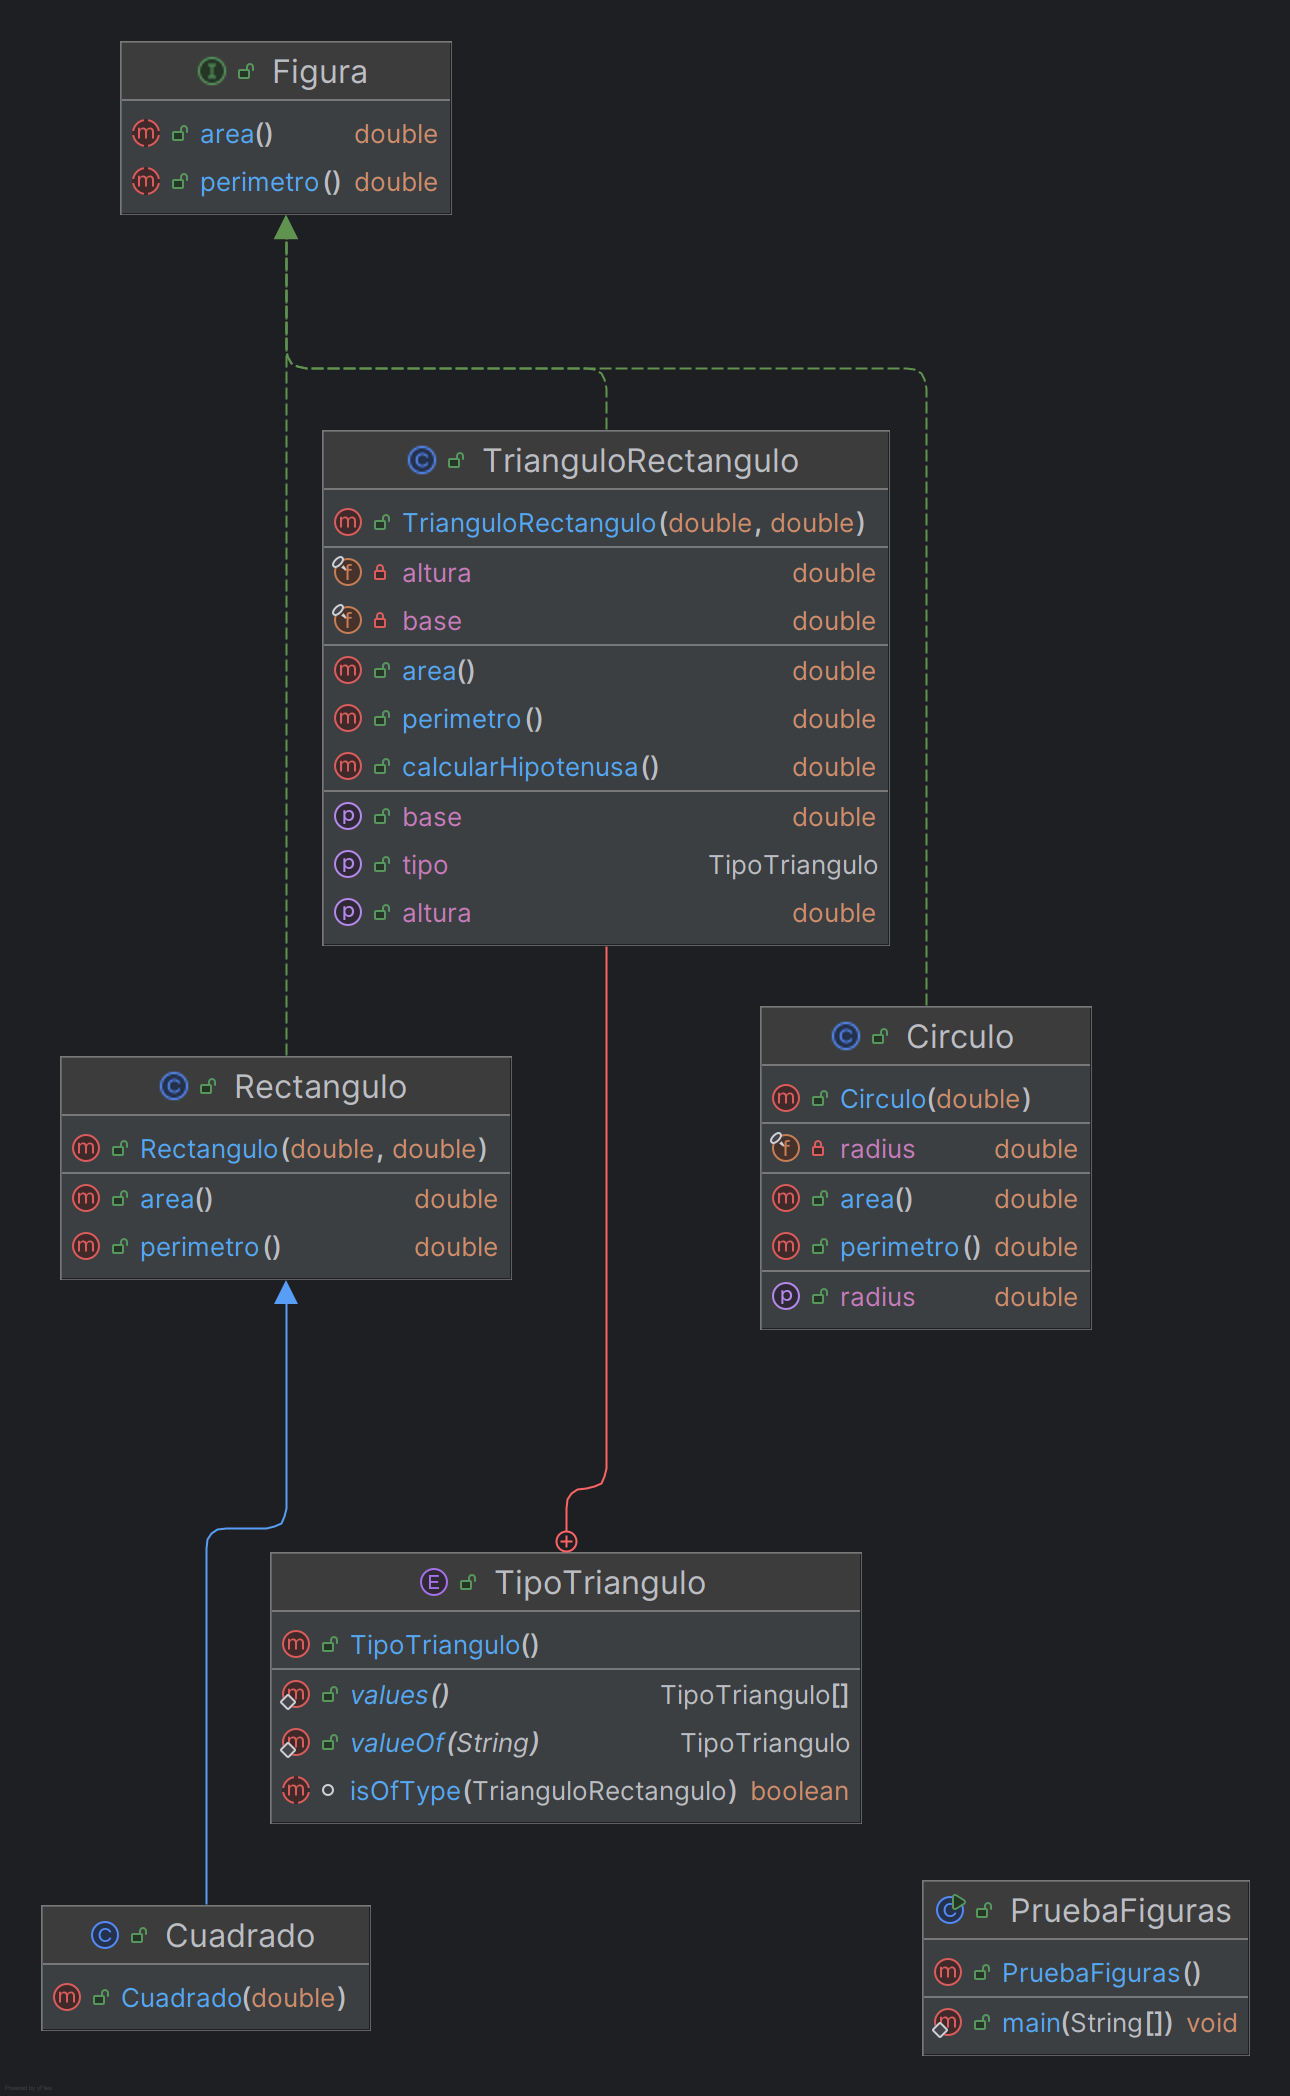 Figura
area() double
perimetro() double
TrianguloRectangulo
TrianguloRectangulo(double, double)
altura double
base double
area() double
perimetro() double
calcularHipotenusa() double
base double
tipo TipoTriangulo
altura double
Rectangulo
Rectangulo(double, double)
area() double
perimetro() double
Circulo
Circulo(double)
radius double
area() double
perimetro() double
radius double
TipoTriangulo
TipoTriangulo()
values() TipoTriangulo[]
valueOf(String) TipoTriangulo
isOfType(TrianguloRectangulo) boolean
Cuadrado
Cuadrado(double)
PruebaFiguras
PruebaFiguras()
main(String[]) void
Powered by yFiles